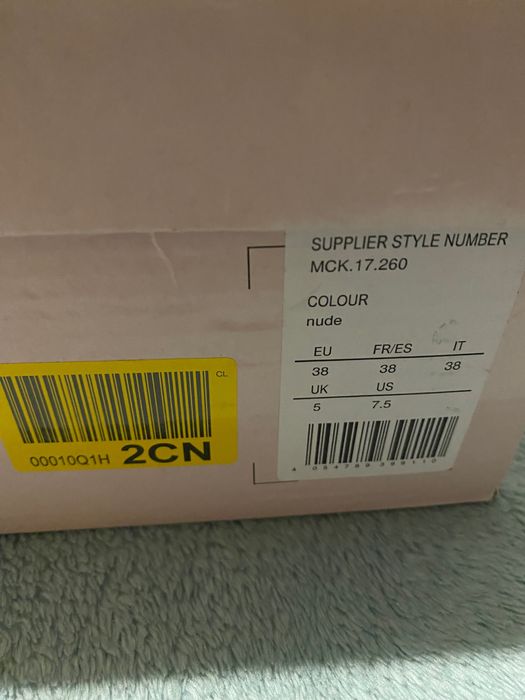 SUPPLIER STYLE NUMBER
MCK.17.260
COLOUR
nude
EU FR/ES IT
38 38 38
UK US
5 7.5
CL
00010Q1H 2CN